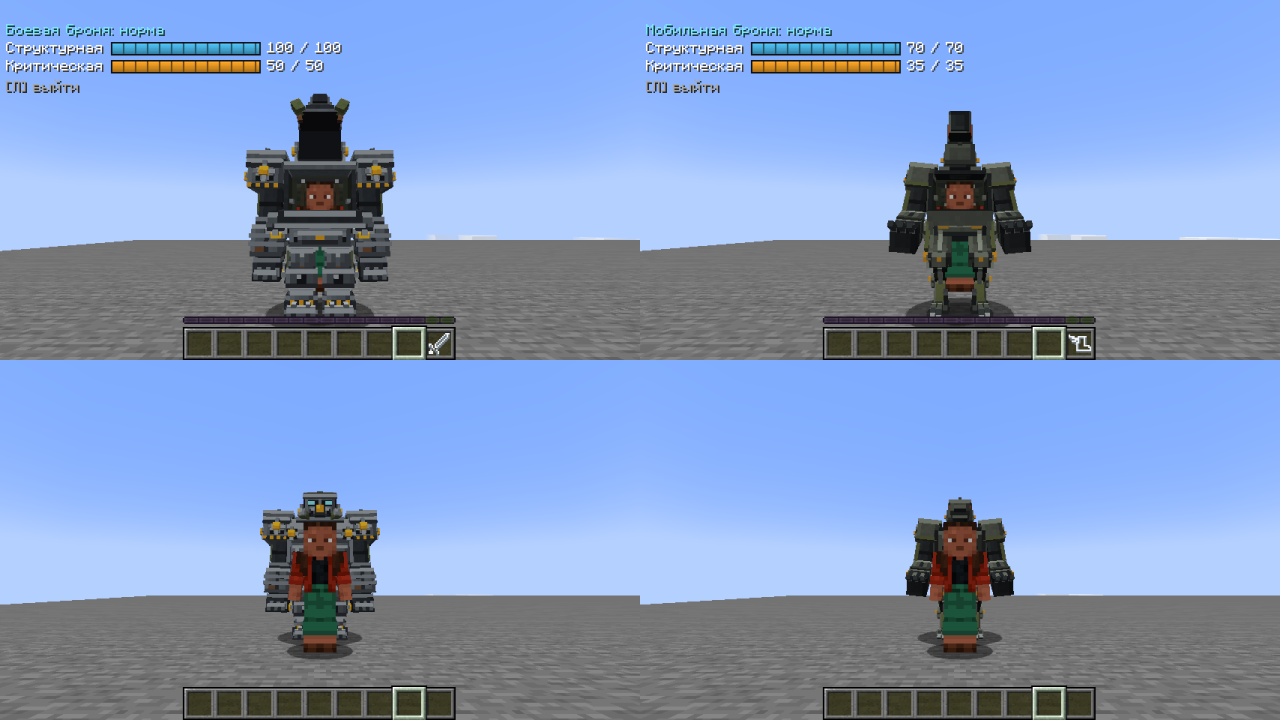 Боевая броня: норма
Структурная 100 / 100
Критическая 50 / 50
[Л] выйти
Мобильная броня: норма
Структурная 70 / 70
Критическая 35 / 35
[Л] выйти